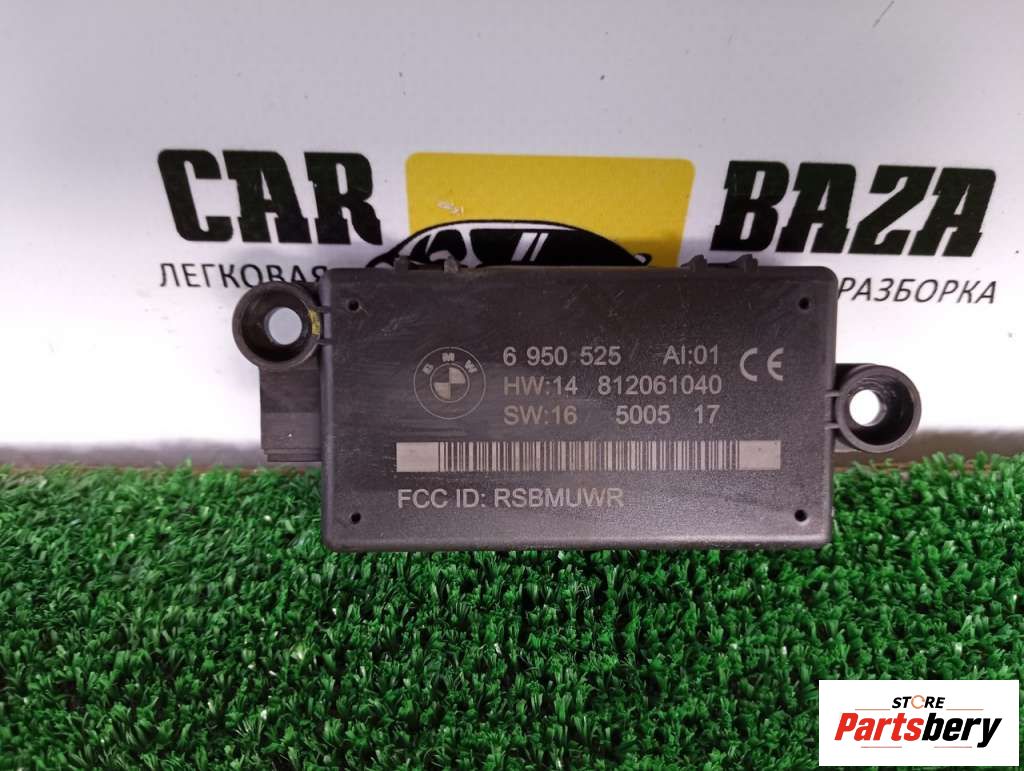 CAR BAZA
ЛЕГКОВАЯ РАЗБОРКА
BMW
6 950 525 AI:01
CE
HW:14 812061040
SW:16 5005 17
FCC ID: RSBMUWR
STORE
Partsbery